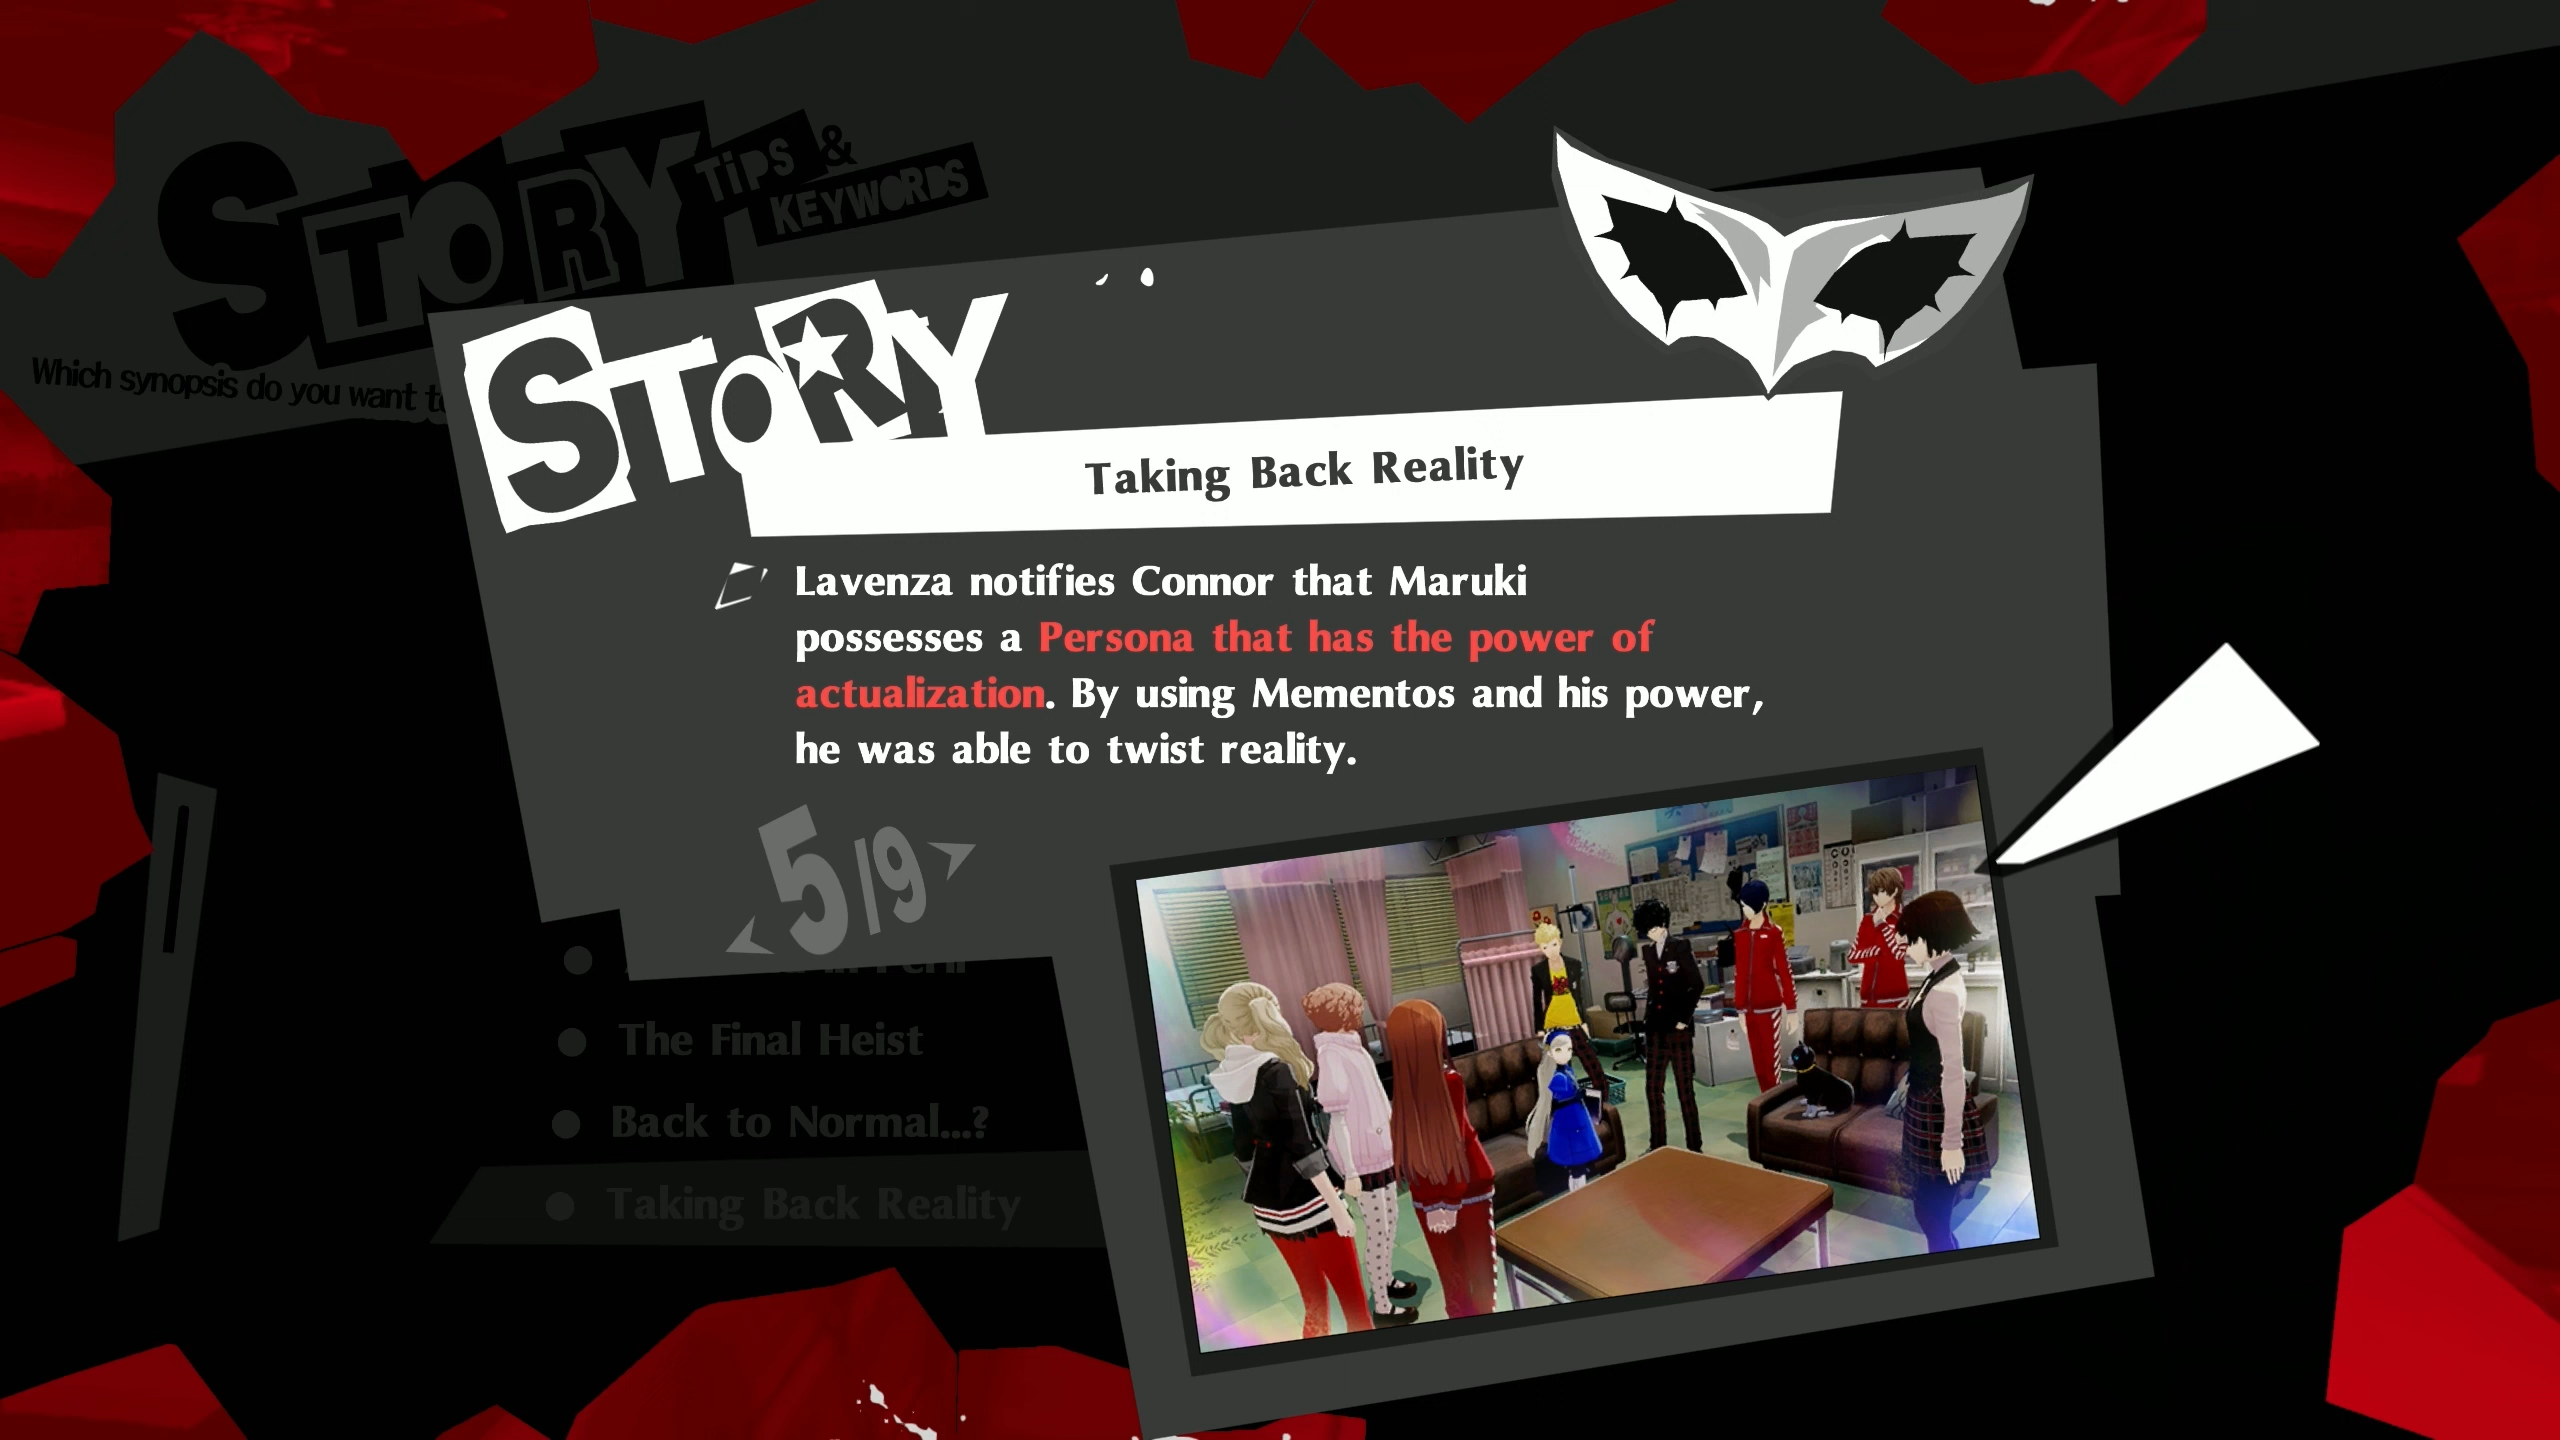 STORY TiPS &
KEYWORDS
Which synopsis do you want to
STORY
Taking Back Reality
Lavenza notifies Connor that Maruki
possesses a Persona that has the power of
actualization. By using Mementos and his power,
he was able to twist reality.
5/9
The Final Heist
Back to Normal...?
Taking Back Reality